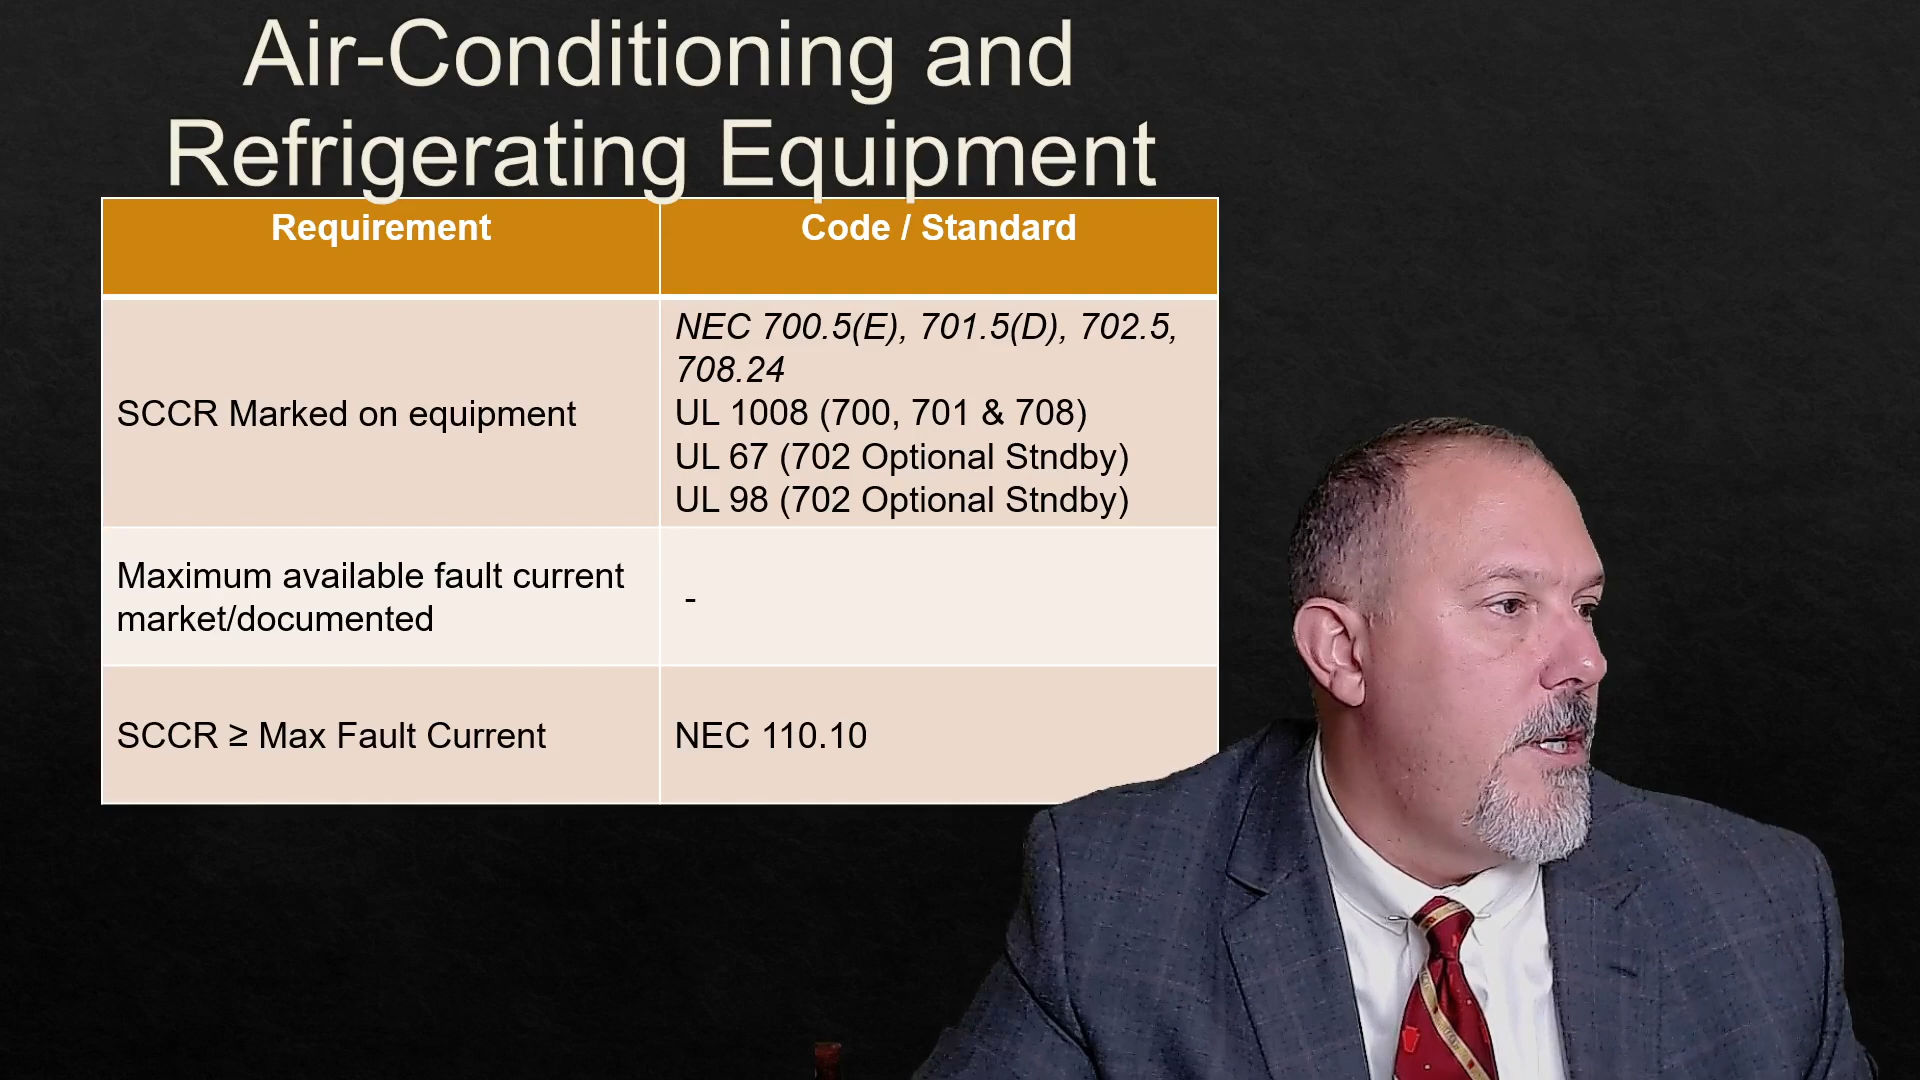 Air-Conditioning and
Refrigerating Equipment
Requirement
Code / Standard
SCCR Marked on equipment
NEC 700.5(E), 701.5(D), 702.5,
708.24
UL 1008 (700, 701 & 708)
UL 67 (702 Optional Stndby)
UL 98 (702 Optional Stndby)
Maximum available fault current
market/documented
-
SCCR ≥ Max Fault Current
NEC 110.10